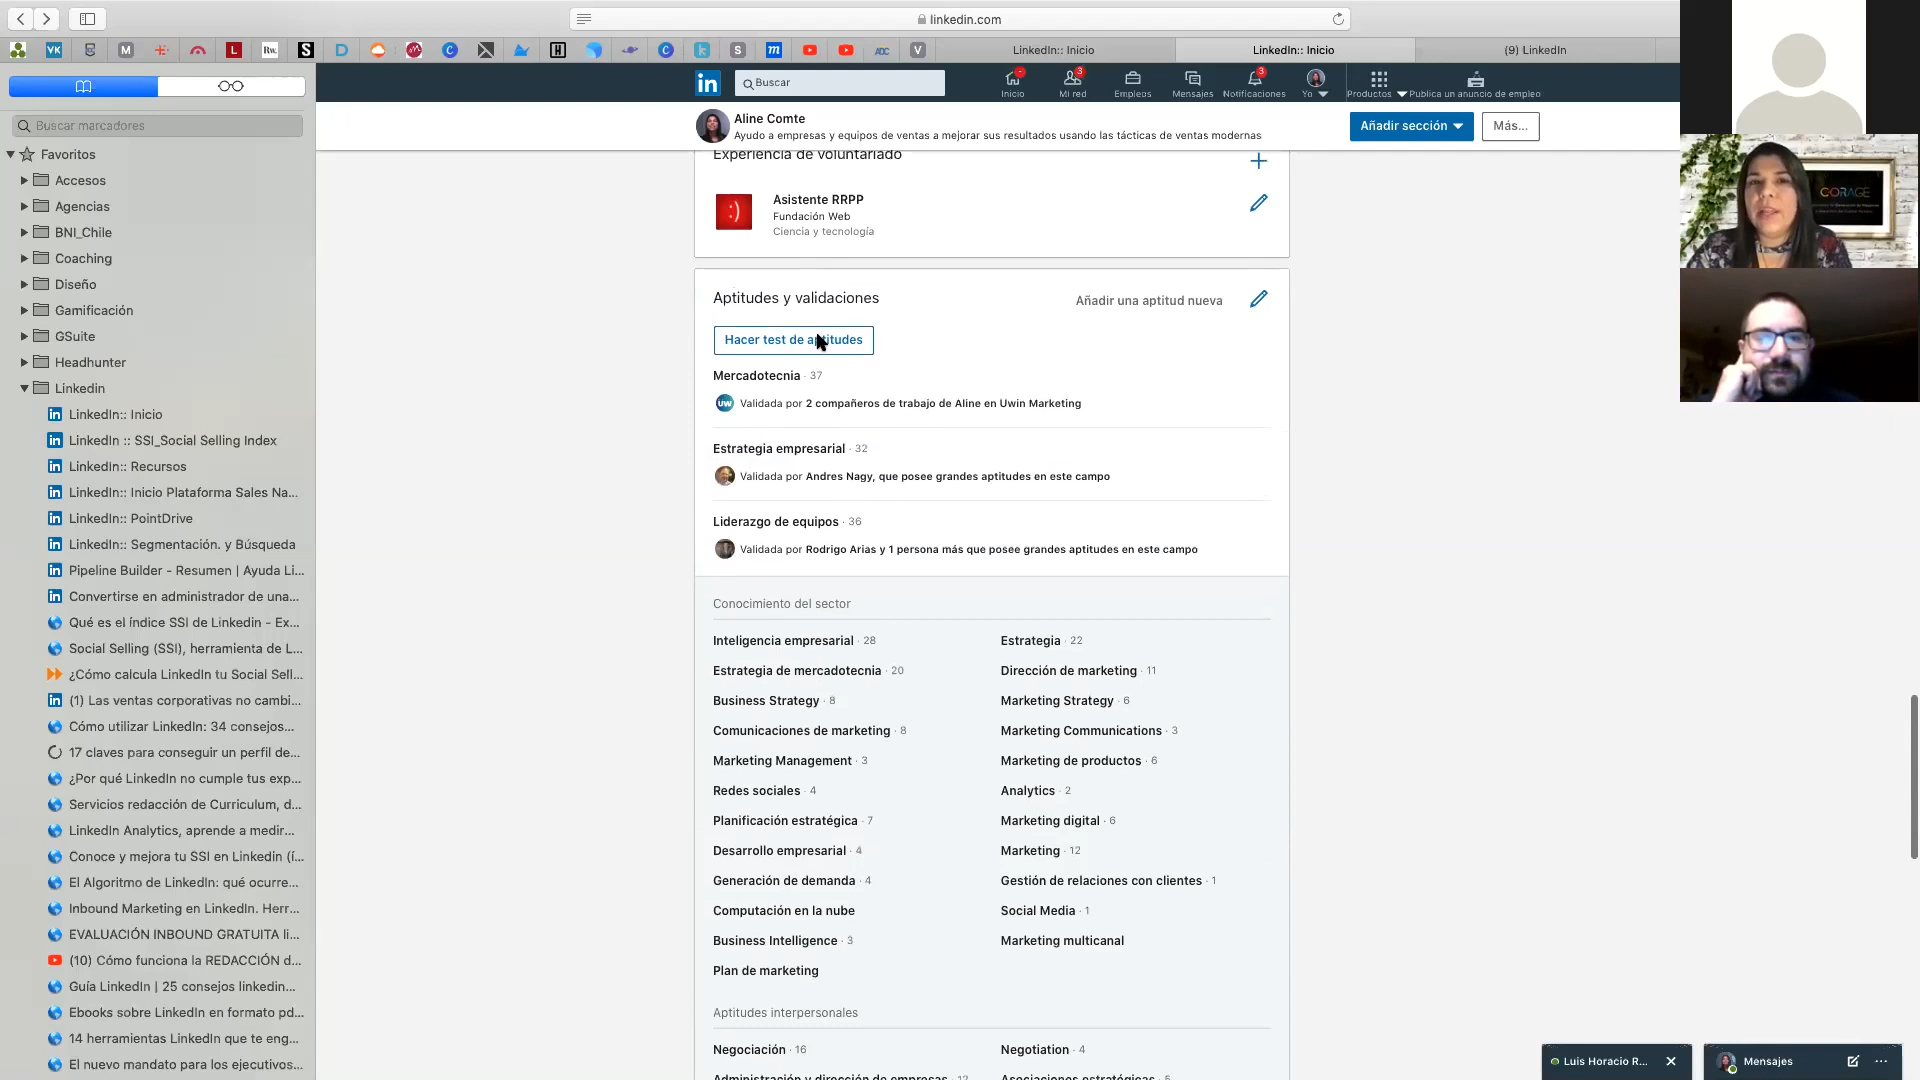 linkedin.com
LinkedIn:: Inicio
LinkedIn:: Inicio
(9) LinkedIn
Buscar
Inicio
Mi red
3
Empleos
Mensajes
Notificaciones
3
Yo
Productos
Publica un anuncio de empleo
Buscar marcadores
Favoritos
Accesos
Agencias
BNI_Chile
Coaching
Diseño
Gamificación
GSuite
Headhunter
Linkedin
LinkedIn:: Inicio
LinkedIn :: SSI_Social Selling Index
LinkedIn:: Recursos
LinkedIn:: Inicio Plataforma Sales Na...
LinkedIn:: PointDrive
LinkedIn:: Segmentación. y Búsqueda
Pipeline Builder - Resumen | Ayuda Li...
Convertirse en administrador de una...
Qué es el índice SSI de Linkedin - Ex...
Social Selling (SSI), herramienta de L...
¿Cómo calcula LinkedIn tu Social Sell...
(1) Las ventas corporativas no cambi...
Cómo utilizar LinkedIn: 34 consejos...
17 claves para conseguir un perfil de...
¿Por qué LinkedIn no cumple tus exp...
Servicios redacción de Curriculum, d...
LinkedIn Analytics, aprende a medir...
Conoce y mejora tu SSI en Linkedin (í...
El Algoritmo de LinkedIn: qué ocurre...
Inbound Marketing en LinkedIn. Herr...
EVALUACIÓN INBOUND GRATUITA li...
(10) Cómo funciona la REDACCIÓN d...
Guía LinkedIn | 25 consejos linkedin...
Ebooks sobre LinkedIn en formato pd...
14 herramientas LinkedIn que te eng...
El nuevo mandato para los ejecutivos...
Aline Comte
Ayudo a empresas y equipos de ventas a mejorar sus resultados usando las tácticas de ventas modernas
Añadir sección
Más...
Experiencia de voluntariado
Asistente RRPP
Fundación Web
Ciencia y tecnología
Aptitudes y validaciones
Añadir una aptitud nueva
Hacer test de aptitudes
Mercadotecnia · 37
Validada por 2 compañeros de trabajo de Aline en Uwin Marketing
Estrategia empresarial · 32
Validada por Andres Nagy, que posee grandes aptitudes en este campo
Liderazgo de equipos · 36
Validada por Rodrigo Arias y 1 persona más que posee grandes aptitudes en este campo
Conocimiento del sector
Inteligencia empresarial · 28
Estrategia · 22
Estrategia de mercadotecnia · 20
Dirección de marketing · 11
Business Strategy · 8
Marketing Strategy · 6
Comunicaciones de marketing · 8
Marketing Communications · 3
Marketing Management · 3
Marketing de productos · 6
Redes sociales · 4
Analytics · 2
Planificación estratégica · 7
Marketing digital · 6
Desarrollo empresarial · 4
Marketing · 12
Generación de demanda · 4
Gestión de relaciones con clientes · 1
Computación en la nube
Social Media · 1
Business Intelligence · 3
Marketing multicanal
Plan de marketing
Aptitudes interpersonales
Negociación · 16
Negotiation · 4
Administración y dirección de empresas · 12
Asociaciones estratégicas · 5
CORAGE
Luis Horacio R...
Mensajes